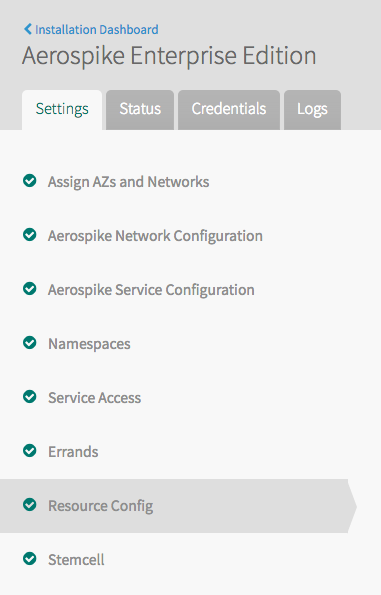 Installation Dashboard
Aerospike Enterprise Edition
Settings Status Credentials Logs
Assign AZs and Networks
Aerospike Network Configuration
Aerospike Service Configuration
Namespaces
Service Access
Errands
Resource Config
Stemcell